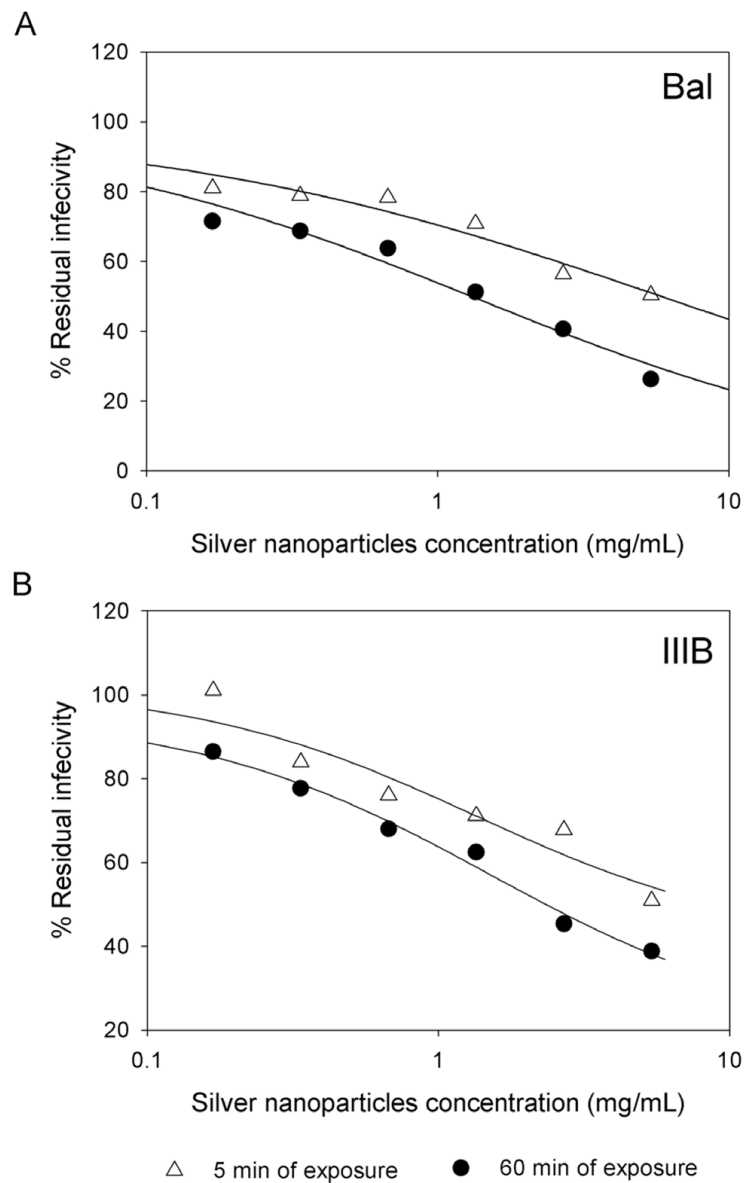 A
120
Bal
100
80
60
40
20
0
% Residual infecivity
0.1 1 10
Silver nanoparticles concentration (mg/mL)
B
120
IIIB
100
80
60
40
20
% Residual infecivity
0.1 1 10
Silver nanoparticles concentration (mg/mL)
5 min of exposure 60 min of exposure